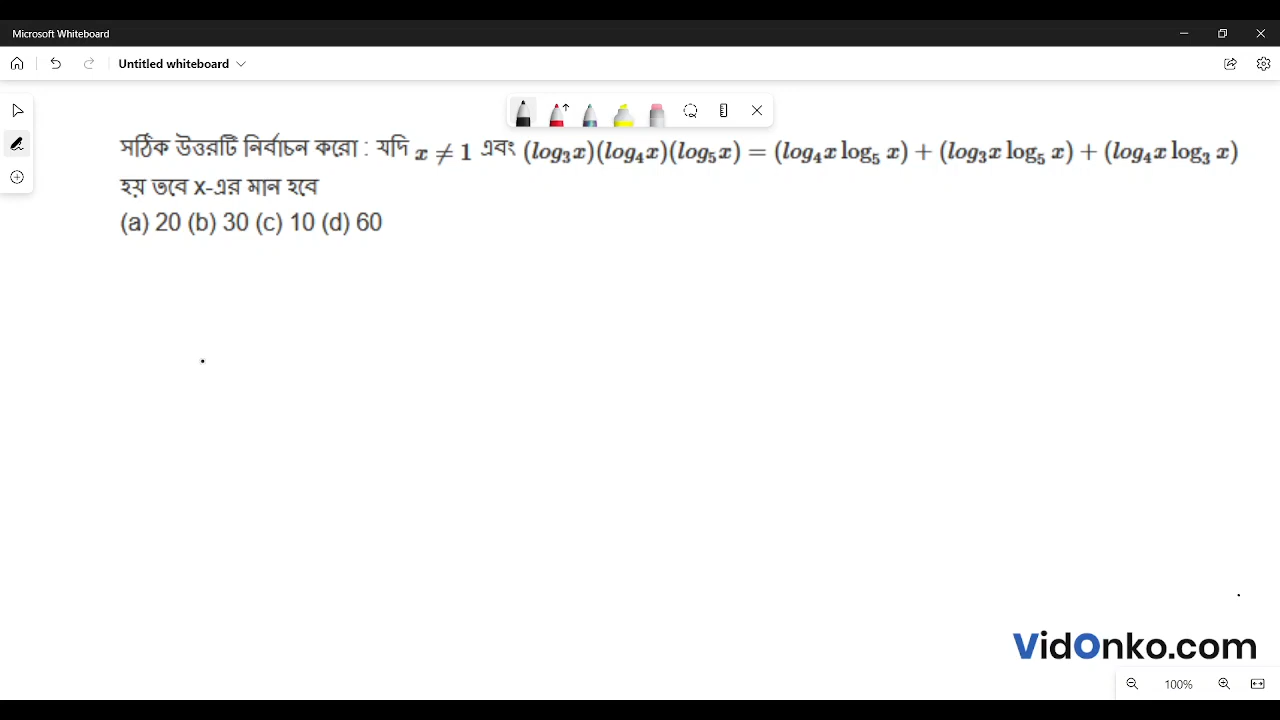 Microsoft Whiteboard
Untitled whiteboard
সঠিক উত্তরটি নির্বাচন করো : যদি x ≠ 1 এবং (log₃x)(log₄x)(log₅x) = (log₄x log₅ x) + (log₃x log₅ x) + (log₄x log₃ x)
হয় তবে x-এর মান হবে
(a) 20 (b) 30 (c) 10 (d) 60
VidOnko.com
100%